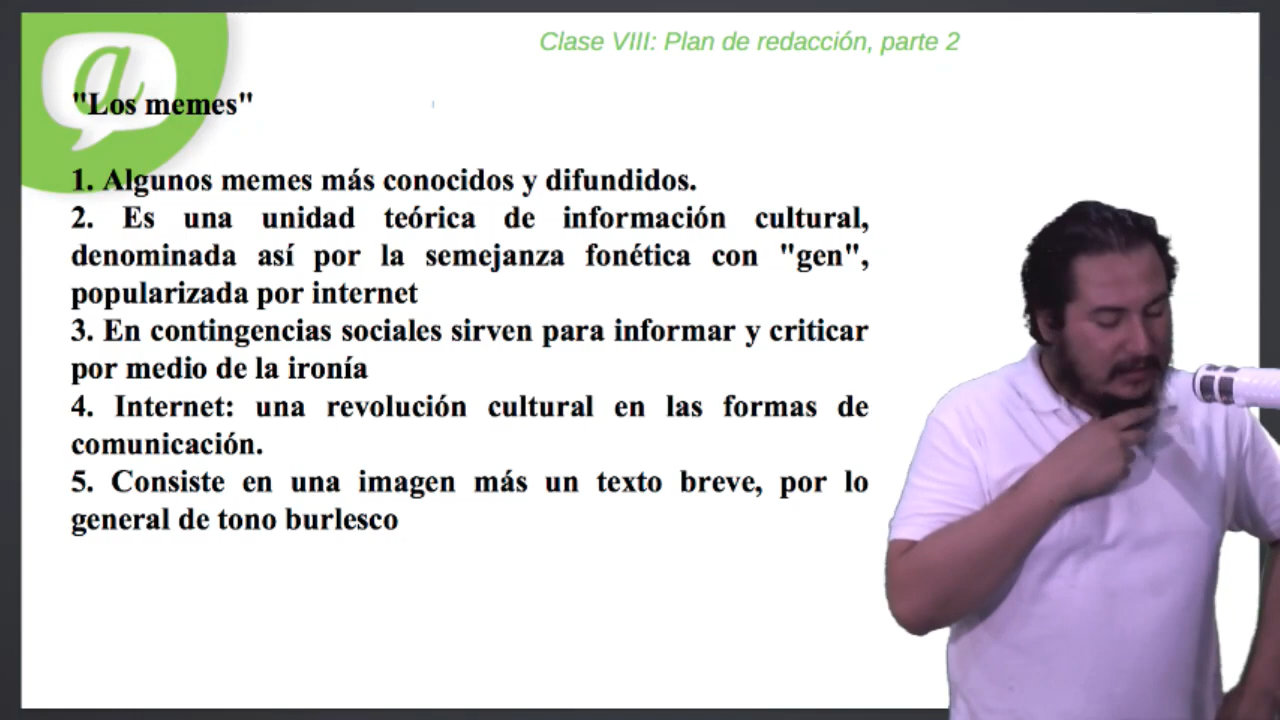 Clase VIII: Plan de redacción, parte 2
a
"Los memes"
1. Algunos memes más conocidos y difundidos.
2. Es una unidad teórica de información cultural,
denominada así por la semejanza fonética con "gen",
popularizada por internet
3. En contingencias sociales sirven para informar y criticar
por medio de la ironía
4. Internet: una revolución cultural en las formas de
comunicación.
5. Consiste en una imagen más un texto breve, por lo
general de tono burlesco